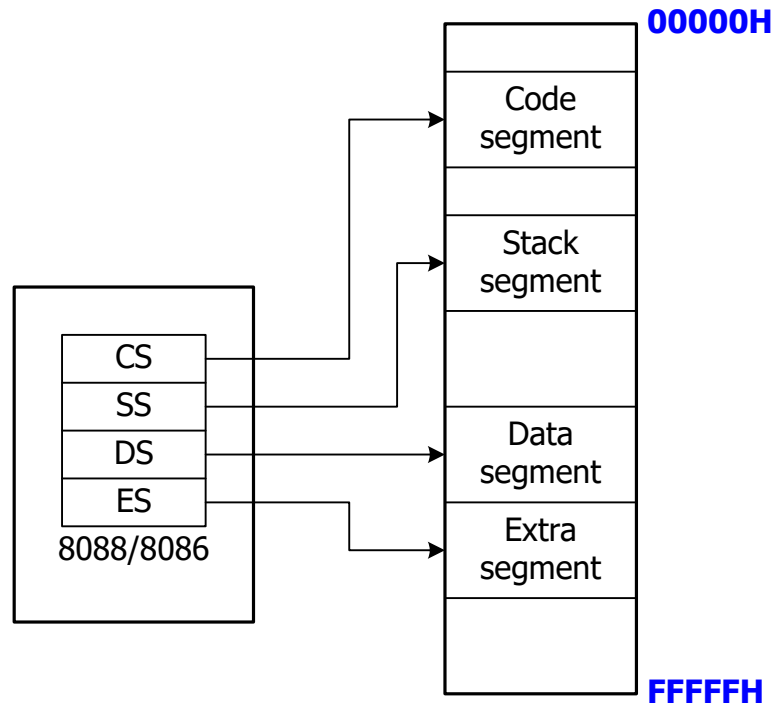 00000H
Code
segment
Stack
segment
CS
SS
DS
ES
8088/8086
Data
segment
Extra
segment
FFFFFH